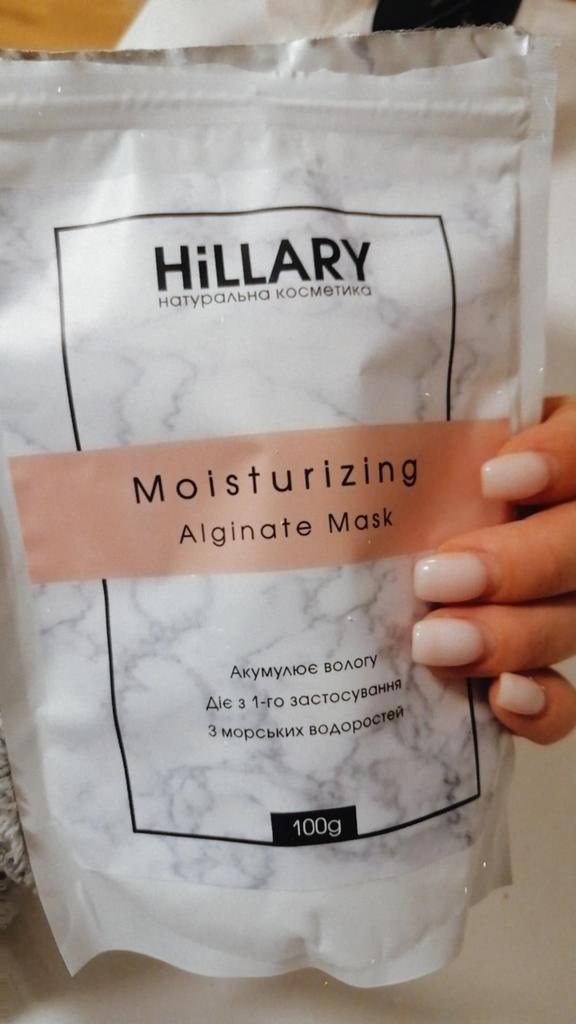 HiLLARY
натуральна косметика
Moisturizing
Alginate Mask
Акумулює вологу
Діє з 1-го застосування
З морських водоростей
100g